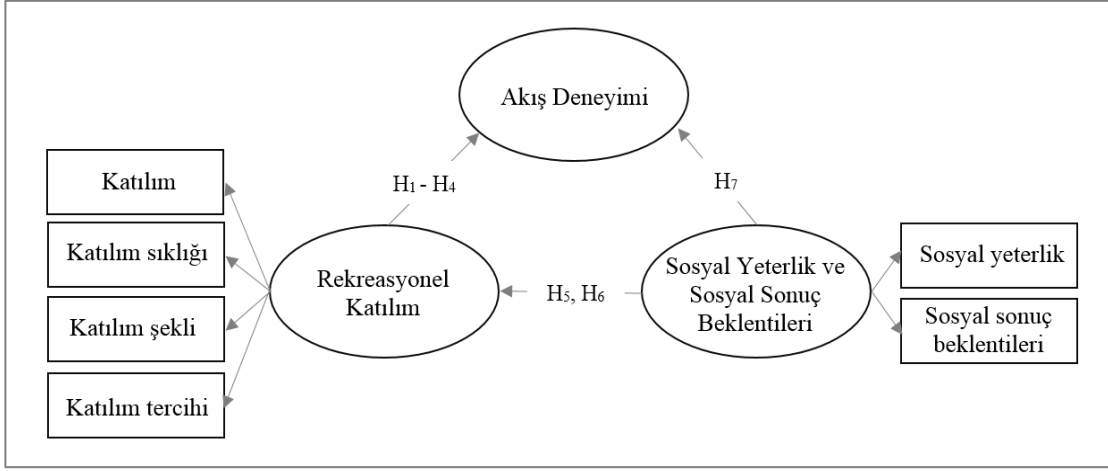 Akış Deneyimi
H₁ - H₄
H₇
Katılım
Katılım sıklığı
Katılım şekli
Katılım tercihi
Rekreasyonel
Katılım
H₅, H₆
Sosyal Yeterlik ve
Sosyal Sonuç
Beklentileri
Sosyal yeterlik
Sosyal sonuç
beklentileri